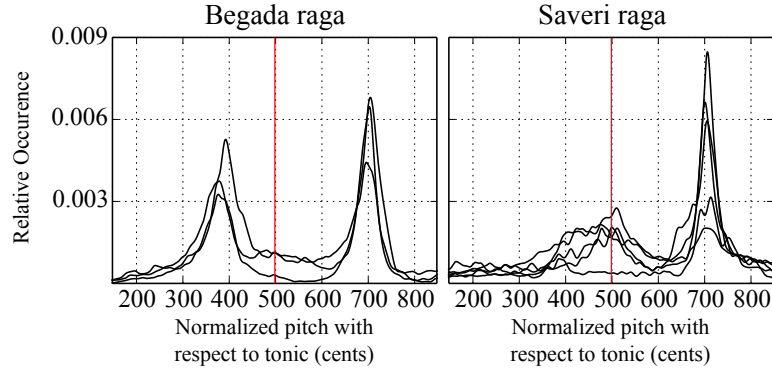 Begada raga
Saveri raga
0.009
0.006
0.003
Relative Occurence
200 300 400 500 600 700 800
200 300 400 500 600 700 800
Normalized pitch with
respect to tonic (cents)
Normalized pitch with
respect to tonic (cents)